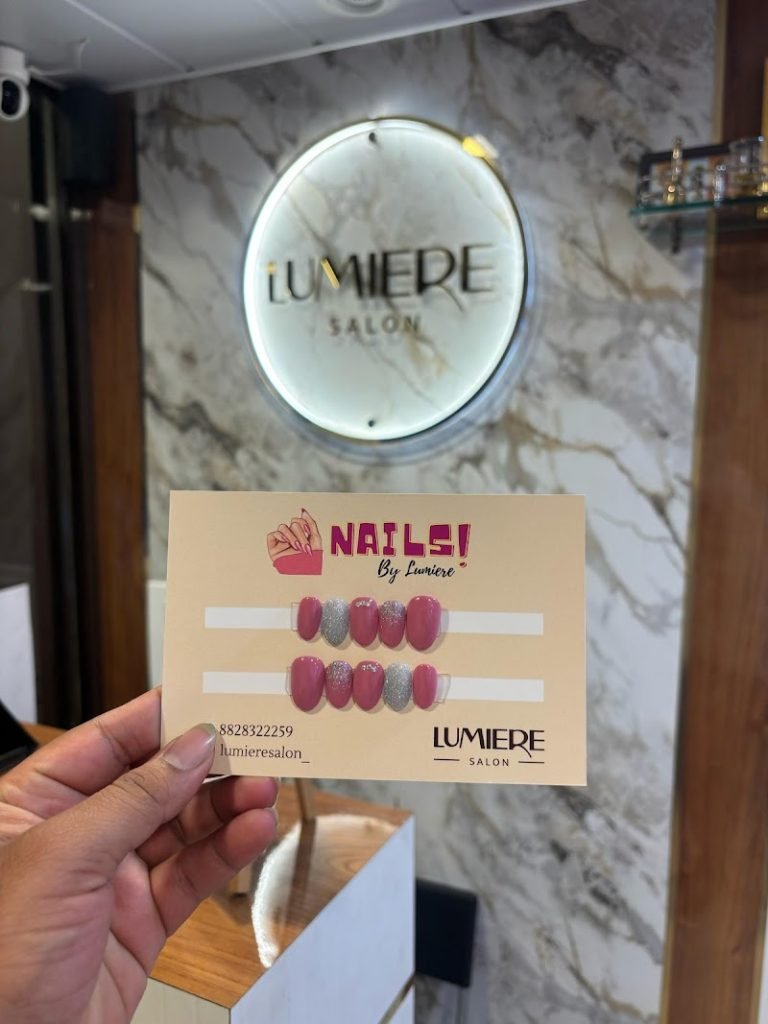 LUMIERE
SALON
NAILS!
By Lumiere
8828322259
lumieresalon_
LUMIERE
SALON